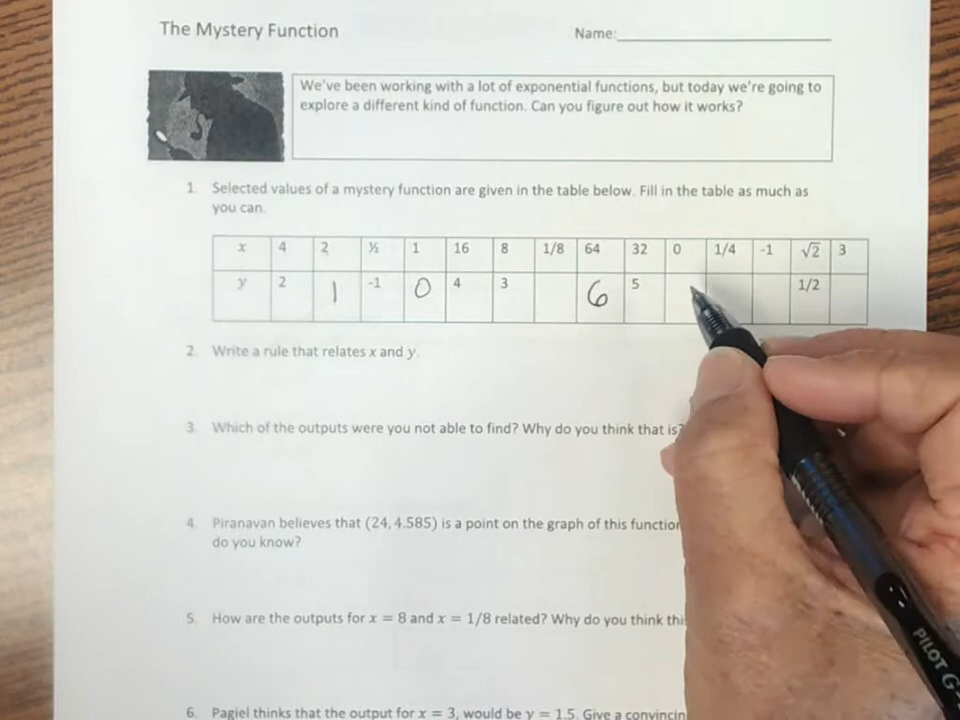 The Mystery Function
Name:
We've been working with a lot of exponential functions, but today we're going to
explore a different kind of function. Can you figure out how it works?
1. Selected values of a mystery function are given in the table below. Fill in the table as much as
you can.
x 4 2 ½ 1 16 8 1/8 64 32 0 1/4 -1 √2 3
y 2 1 -1 0 4 3 6 5 1/2
2. Write a rule that relates x and y.
3. Which of the outputs were you not able to find? Why do you think that is?
4. Piranavan believes that (24, 4.585) is a point on the graph of this function
do you know?
5. How are the outputs for x = 8 and x = 1/8 related? Why do you think
6. Pagiel thinks that the output for x = 3, would be y = 1.5. Give a
PILOT G